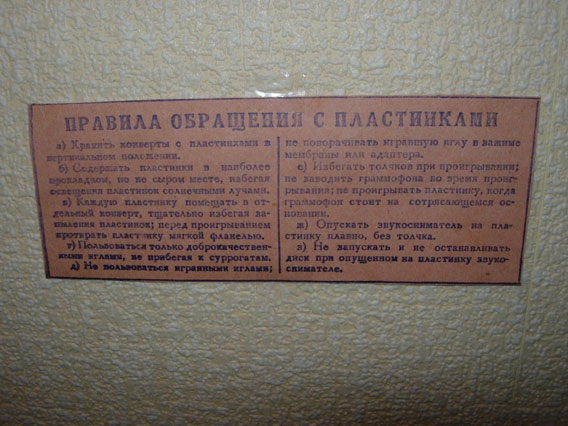 ПРАВИЛА ОБРАЩЕНИЯ С ПЛАСТИНКАМИ
а) Хранить конверты с пластинками в
вертикальном положении.
б) Содержать пластинки в наиболее
прохладном, но не сыром месте, избегая
освещения пластинок солнечными лучами.
в) Каждую пластинку помещать в от-
дельный конверт, тщательно избегая за-
пыления пластинок; перед проигрыванием
протирать пластинку мягкой фланелью.
г) Пользоваться только доброкачествен-
ными иглами, не прибегая к суррогатам.
д) Не пользоваться игранными иглами;
не поворачивать игравшую иглу в зажиме
мембраны или адаптора.
е) Избегать толчков при проигрывании;
не заводить граммофона во время проиг-
рывания; не проигрывать пластинку, когда
граммофон стоит на сотрясающемся ос-
новании.
ж) Опускать звукосниматель на пла-
стинку плавно, без толчка.
з) Не запускать и не останавливать
диск при опущенном на пластинку звуко-
снимателе.